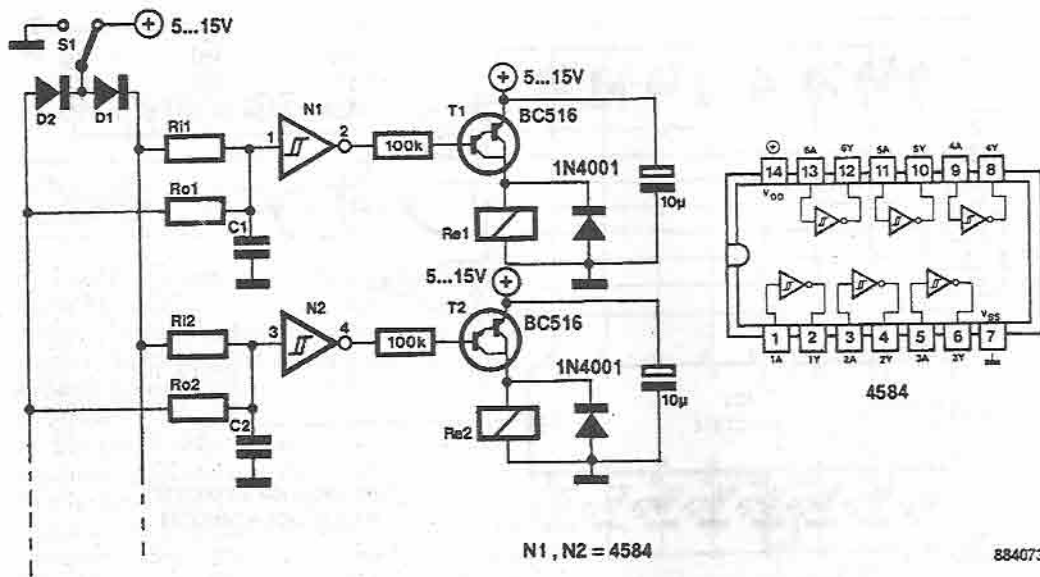 S1
5...15V
D2
D1
N1
Ri1
1
2
100k
Ro1
C1
T1
5...15V
BC516
1N4001
10µ
Re1
N2
Ri2
3
4
100k
Ro2
C2
5...15V
T2
BC516
1N4001
10µ
Re2
N1 , N2 = 4584
14 13 12 11 10 9 8
6A 6Y 5A 5Y 4A 4Y
VDD
VSS
1 2 3 4 5 6 7
1A 1Y 2A 2Y 3A 3Y
4584
884073